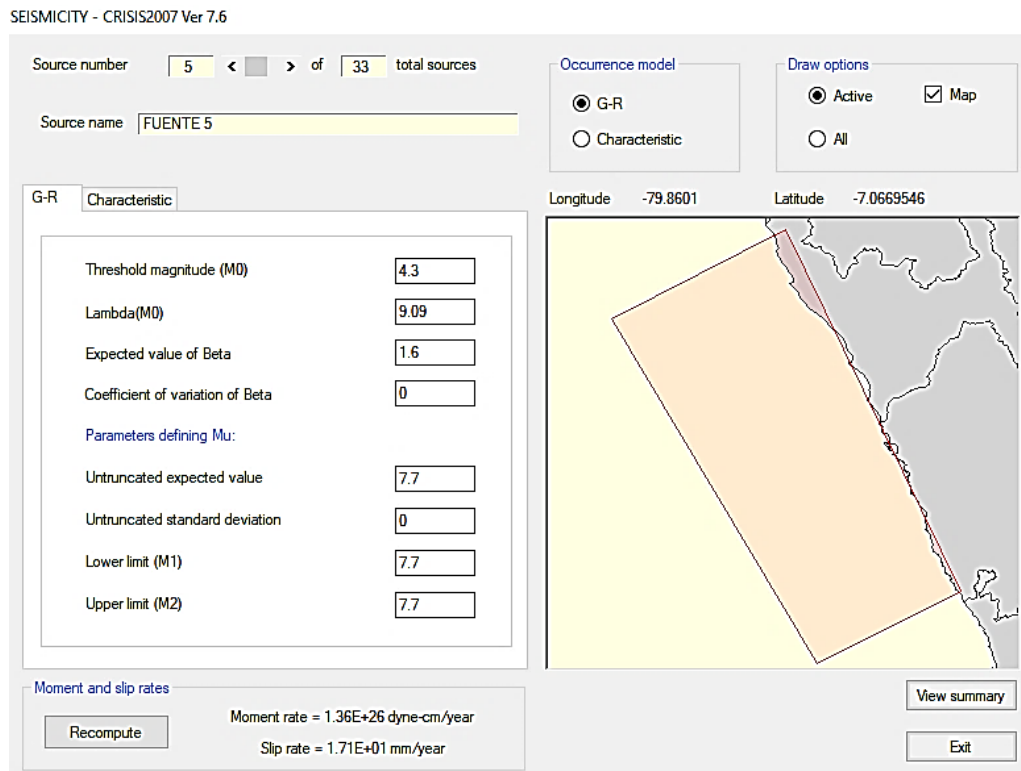 SEISMICITY - CRISIS2007 Ver 7.6
Source number 5 < > of 33 total sources
Source name FUENTE 5
Occurrence model
G-R
Characteristic
Draw options
Active
Map
All
G-R Characteristic
Longitude -79.8601 Latitude -7.0669546
Threshold magnitude (M0) 4.3
Lambda(M0) 9.09
Expected value of Beta 1.6
Coefficient of variation of Beta 0
Parameters defining Mu:
Untruncated expected value 7.7
Untruncated standard deviation 0
Lower limit (M1) 7.7
Upper limit (M2) 7.7
Moment and slip rates
Recompute
Moment rate = 1.36E+26 dyne-cm/year
Slip rate = 1.71E+01 mm/year
View summary
Exit